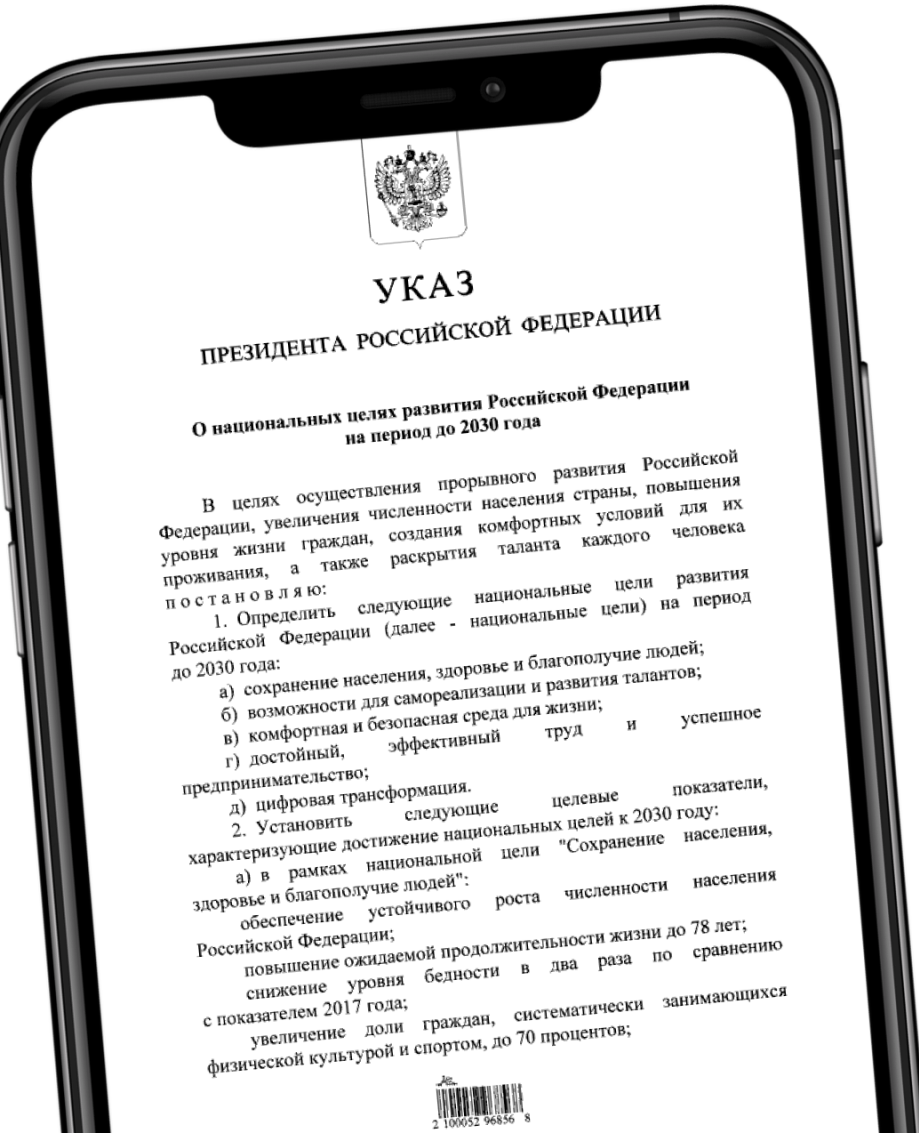 УКАЗ
ПРЕЗИДЕНТА РОССИЙСКОЙ ФЕДЕРАЦИИ
О национальных целях развития Российской Федерации
на период до 2030 года
В целях осуществления прорывного развития Российской
Федерации, увеличения численности населения страны, повышения
уровня жизни граждан, создания комфортных условий для их
проживания, а также раскрытия таланта каждого человека
п о с т а н о в л я ю:
1. Определить следующие национальные цели развития
Российской Федерации (далее - национальные цели) на период
до 2030 года:
а) сохранение населения, здоровье и благополучие людей;
б) возможности для самореализации и развития талантов;
в) комфортная и безопасная среда для жизни;
г) достойный, эффективный труд и успешное
предпринимательство;
д) цифровая трансформация.
2. Установить следующие целевые показатели,
характеризующие достижение национальных целей к 2030 году:
а) в рамках национальной цели "Сохранение населения,
здоровье и благополучие людей":
обеспечение устойчивого роста численности населения
Российской Федерации;
повышение ожидаемой продолжительности жизни до 78 лет;
снижение уровня бедности в два раза по сравнению
с показателем 2017 года;
увеличение доли граждан, систематически занимающихся
физической культурой и спортом, до 70 процентов;
2 100052 96856 8